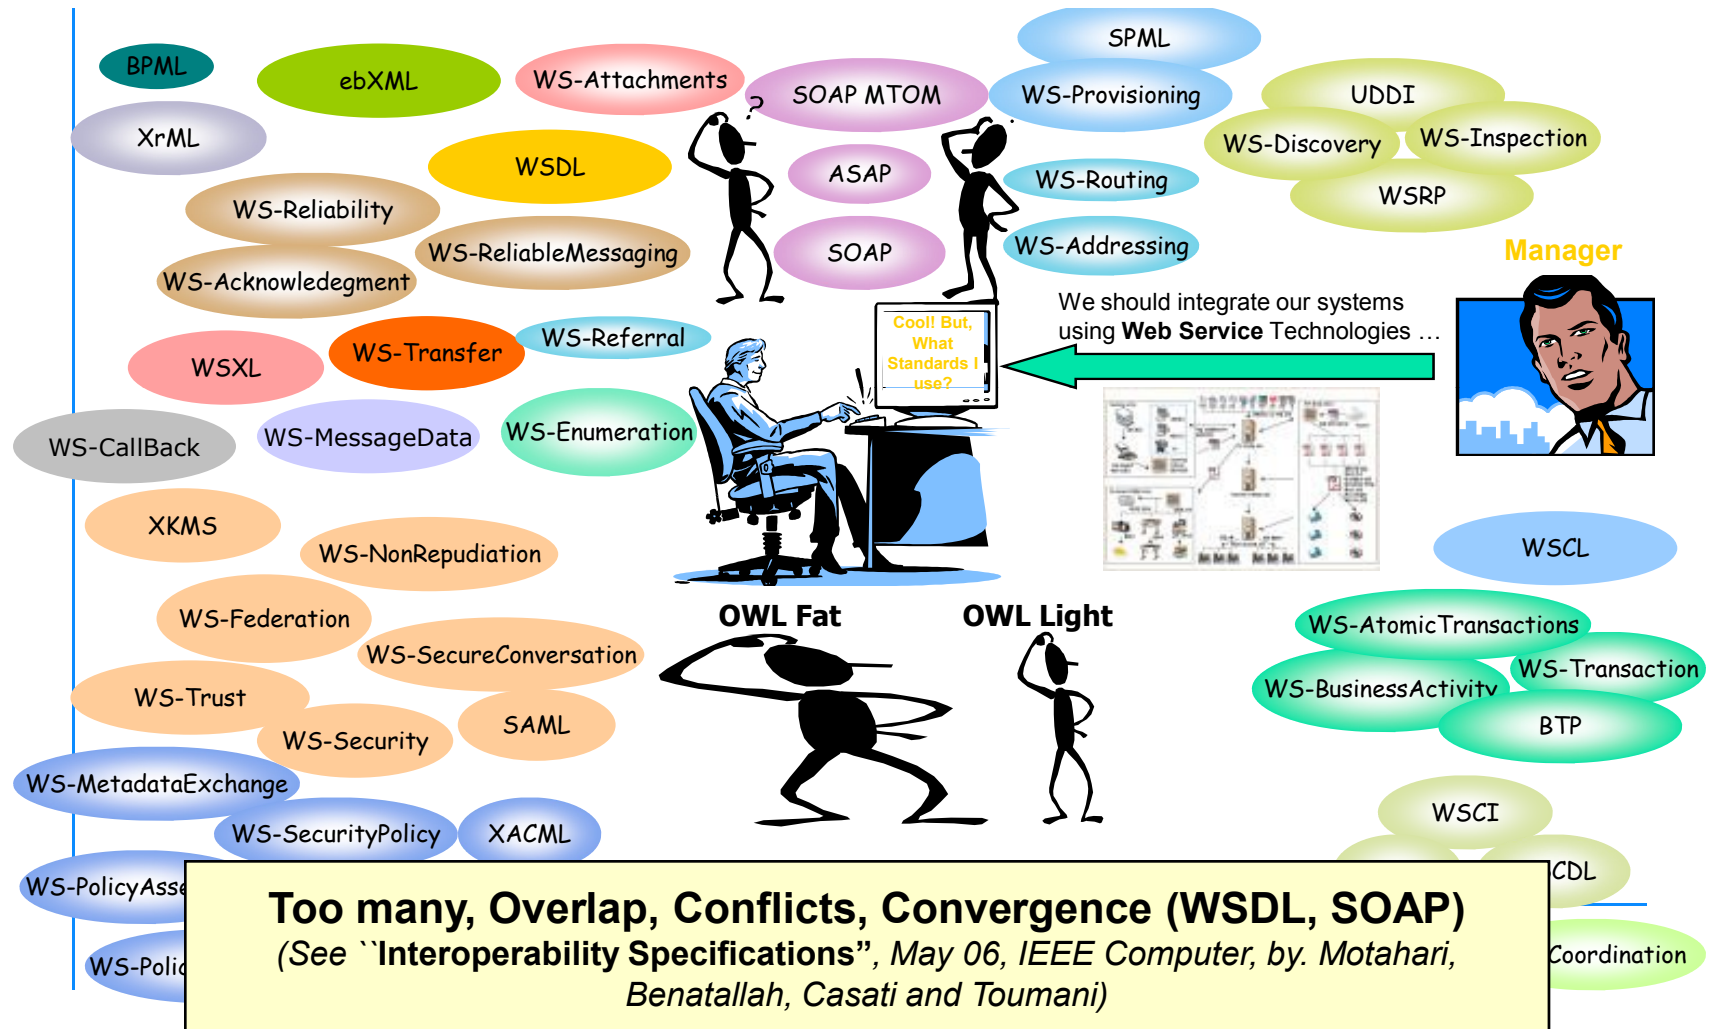 SPML
BPML
ebXML
WS-Attachments
SOAP MTOM
WS-Provisioning
UDDI
XrML
?
WS-Discovery
WS-Inspection
WSDL
ASAP
WS-Routing
WSRP
WS-Reliability
WS-ReliableMessaging
SOAP
WS-Addressing
Manager
WS-Acknowledegment
We should integrate our systems
using Web Service Technologies ...
WSXL
WS-Transfer
WS-Referral
Cool! But,
What
Standards I
use?
WS-CallBack
WS-MessageData
WS-Enumeration
XKMS
WS-NonRepudiation
WSCL
WS-Federation
OWL Fat
OWL Light
WS-AtomicTransactions
WS-SecureConversation
WS-Transaction
WS-Trust
WS-BusinessActivity
SAML
BTP
WS-Security
WS-MetadataExchange
WSCI
WS-SecurityPolicy
XACML
WS-PolicyAsse
CDL
Too many, Overlap, Conflicts, Convergence (WSDL, SOAP)
(See ``Interoperability Specifications”, May 06, IEEE Computer, by. Motahari,
Benatallah, Casati and Toumani)
WS-Polic
Coordination